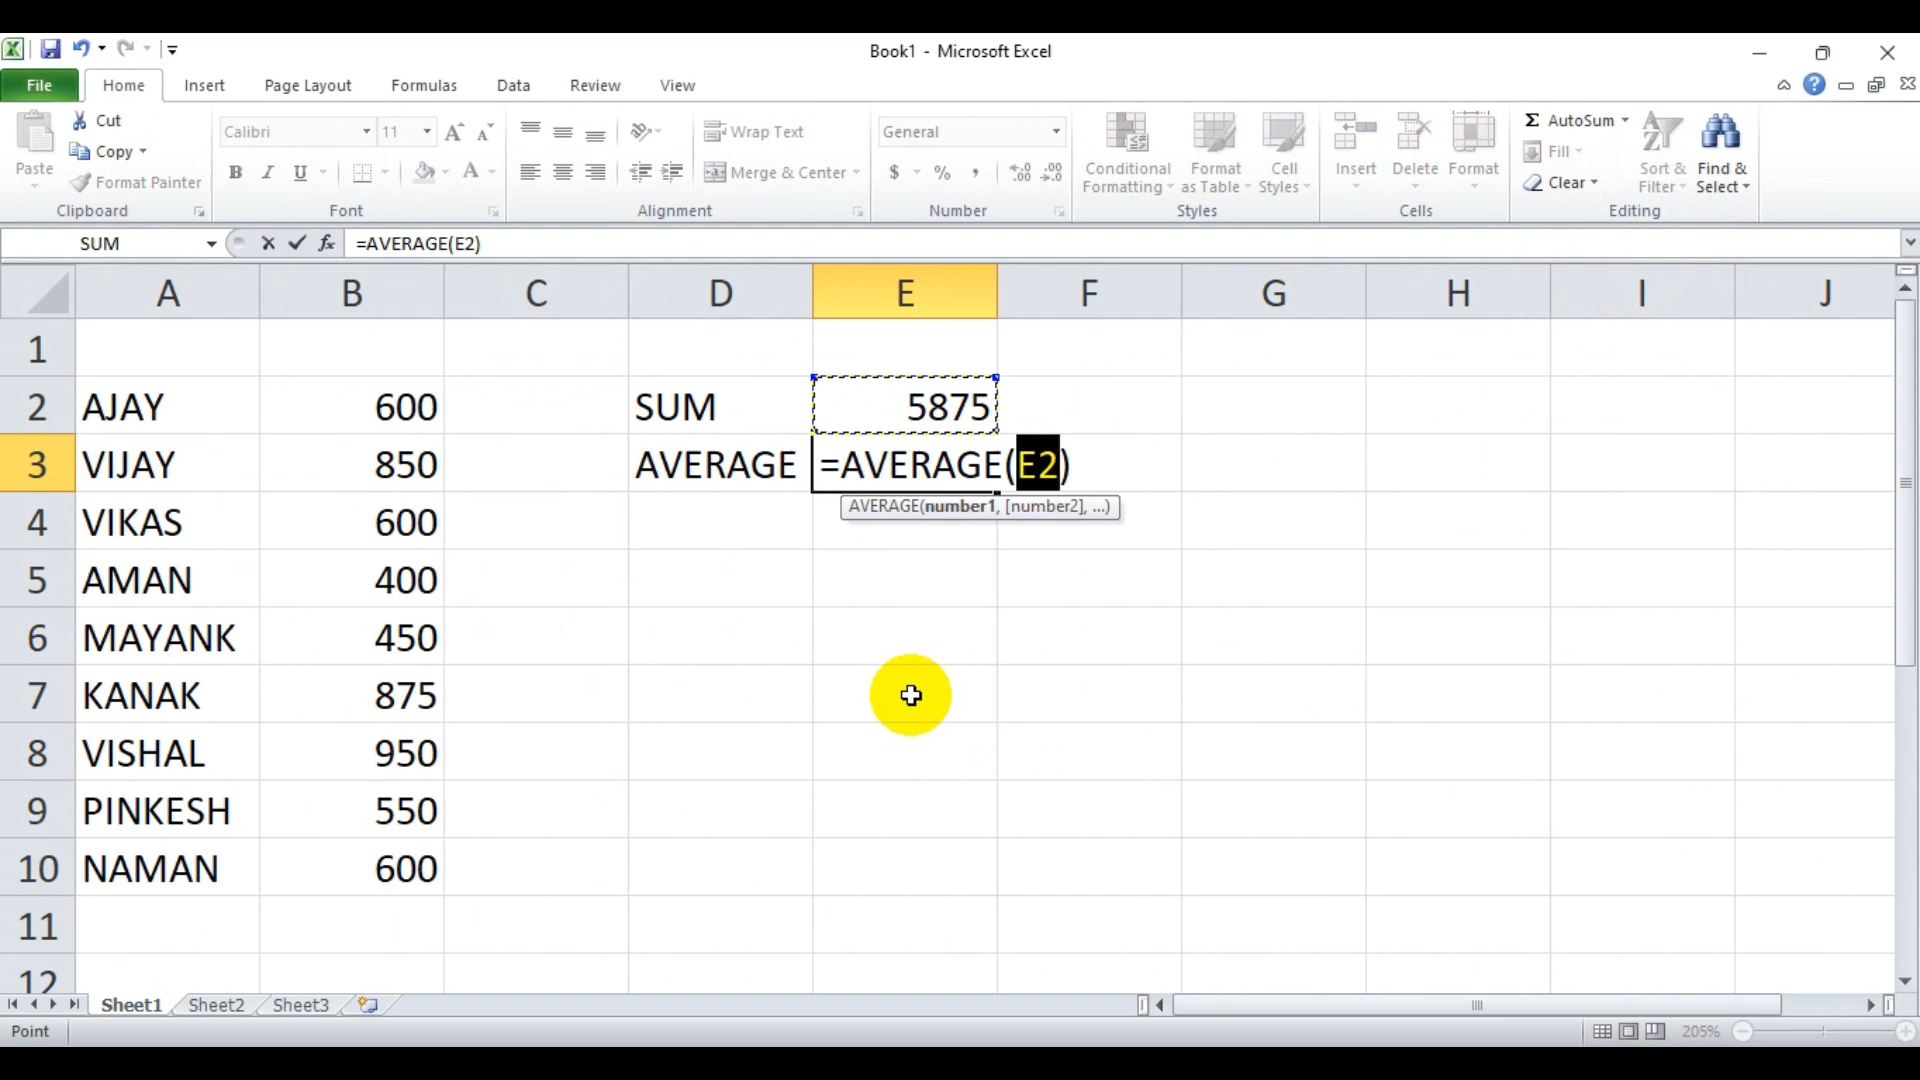 Book1 - Microsoft Excel
File Home Insert Page Layout Formulas Data Review View
Paste
Cut
Copy
Format Painter
Clipboard
Calibri 11
B I U
Font
Wrap Text
Merge & Center
Alignment
General
$ % ,
Number
Conditional Formatting
Format as Table
Cell Styles
Styles
Insert Delete Format
Cells
Σ AutoSum
Fill
Clear
Sort & Filter
Find & Select
Editing
SUM fx =AVERAGE(E2)
A B C D E F G H I J
1
2 AJAY 600 SUM 5875
3 VIJAY 850 AVERAGE =AVERAGE(E2)
AVERAGE(number1, [number2], ...)
4 VIKAS 600
5 AMAN 400
6 MAYANK 450
7 KANAK 875
8 VISHAL 950
9 PINKESH 550
10 NAMAN 600
11
12
Sheet1 Sheet2 Sheet3
Point 205%